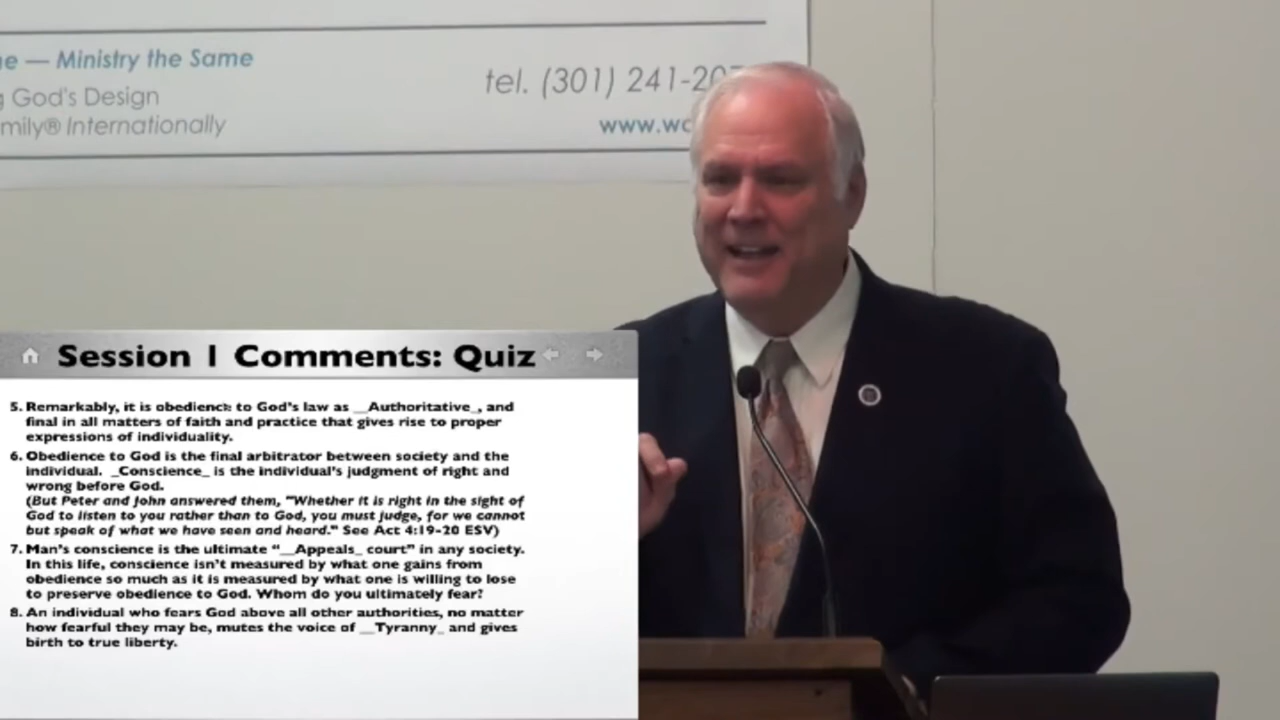 e — Ministry the Same
g God's Design
mily® Internationally
tel. (301) 241-207
www.wc
Session 1 Comments: Quiz
5. Remarkably, it is obedience to God's law as __Authoritative_, and
final in all matters of faith and practice that gives rise to proper
expressions of individuality.
6. Obedience to God is the final arbitrator between society and the
individual. _Conscience_ is the individual's judgment of right and
wrong before God.
(But Peter and John answered them, "Whether it is right in the sight of
God to listen to you rather than to God, you must judge, for we cannot
but speak of what we have seen and heard." See Act 4:19-20 ESV)
7. Man's conscience is the ultimate "__Appeals_ court" in any society.
In this life, conscience isn't measured by what one gains from
obedience so much as it is measured by what one is willing to lose
to preserve obedience to God. Whom do you ultimately fear?
8. An individual who fears God above all other authorities, no matter
how fearful they may be, mutes the voice of __Tyranny_ and gives
birth to true liberty.